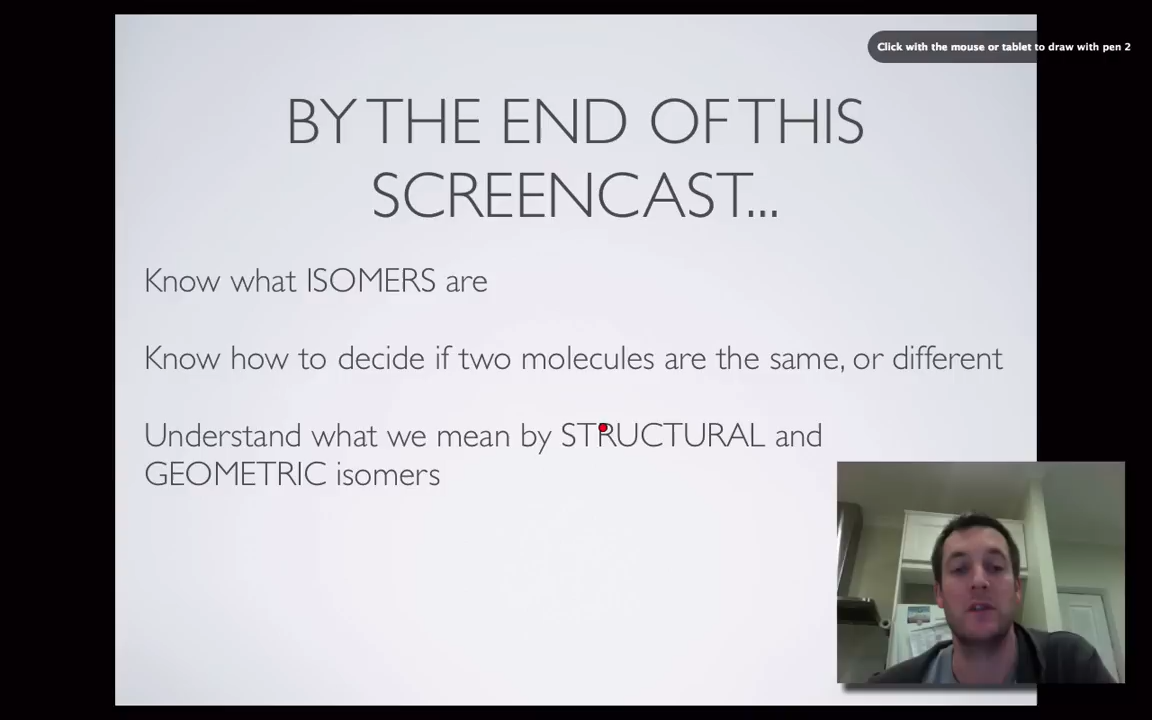 Click with the mouse or tablet to draw with pen 2
BY THE END OF THIS
SCREENCAST...
Know what ISOMERS are
Know how to decide if two molecules are the same, or different
Understand what we mean by STRUCTURAL and
GEOMETRIC isomers